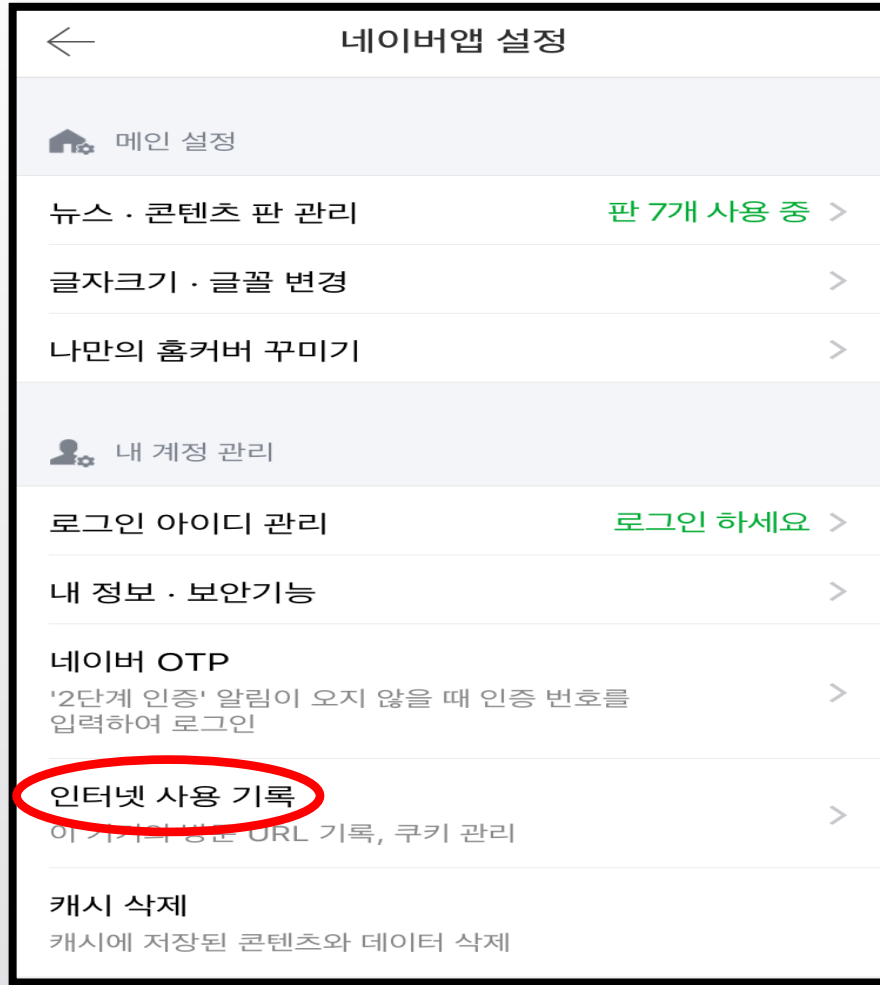 네이버앱 설정
메인 설정
뉴스 · 콘텐츠 판 관리 판 7개 사용 중
글자크기 · 글꼴 변경
나만의 홈커버 꾸미기
내 계정 관리
로그인 아이디 관리 로그인 하세요
내 정보 · 보안기능
네이버 OTP
'2단계 인증' 알림이 오지 않을 때 인증 번호를
입력하여 로그인
인터넷 사용 기록
이 기기의 방문 URL 기록, 쿠키 관리
캐시 삭제
캐시에 저장된 콘텐츠와 데이터 삭제